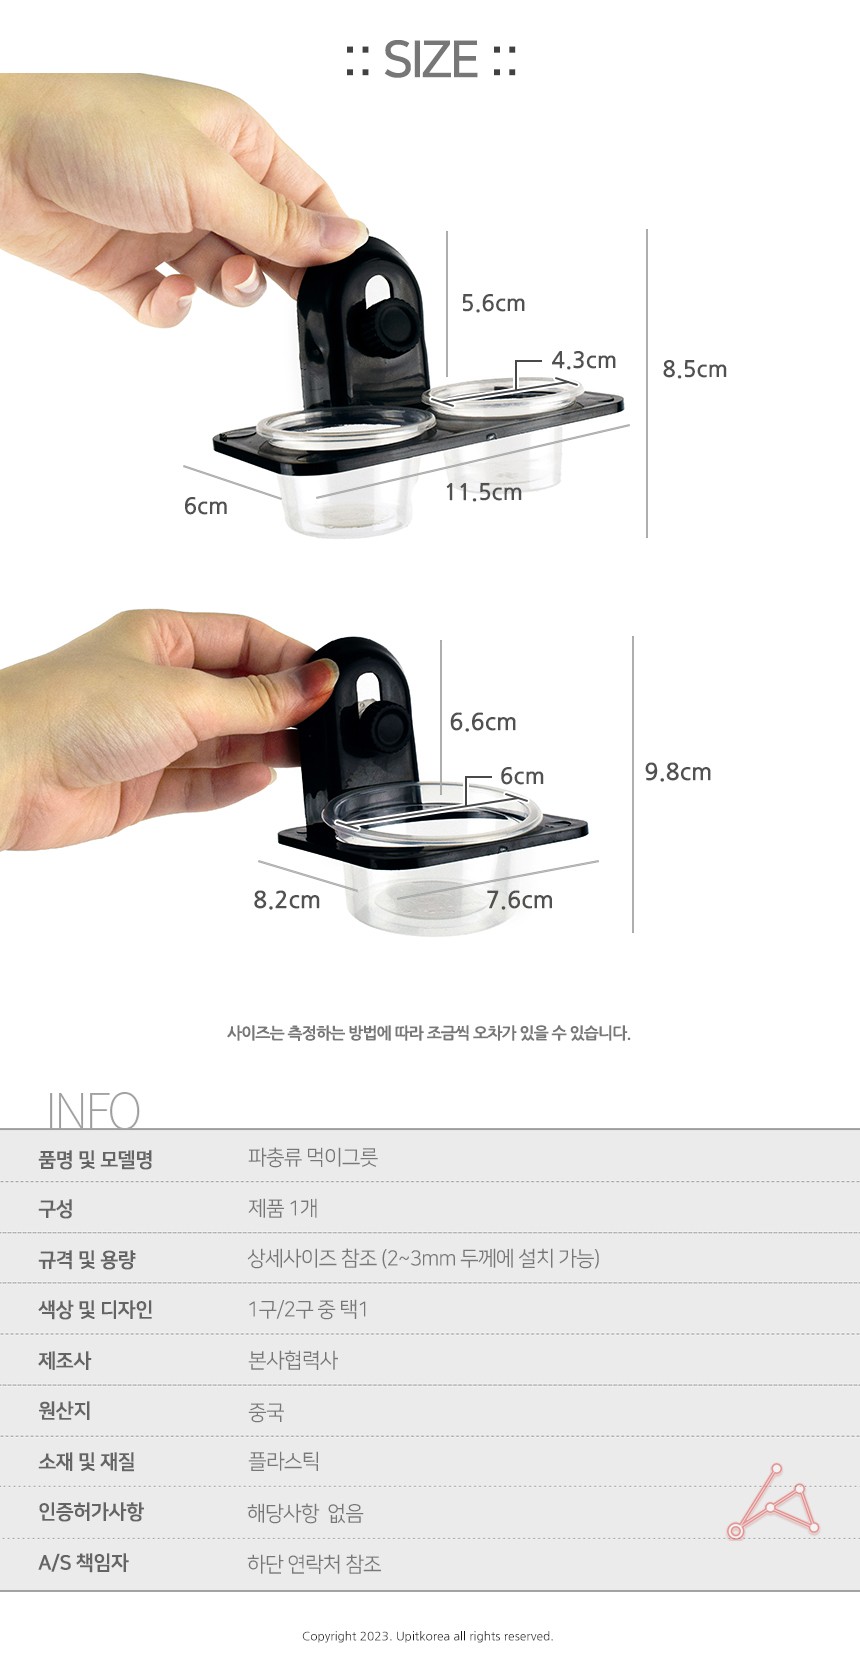 :: SIZE ::
5.6cm
4.3cm
8.5cm
11.5cm
6cm
6.6cm
6cm
9.8cm
8.2cm
7.6cm
사이즈는 측정하는 방법에 따라 조금씩 오차가 있을 수 있습니다.
INFO
품명 및 모델명 파충류 먹이그릇
구성 제품 1개
규격 및 용량 상세사이즈 참조 (2~3mm 두께에 설치 가능)
색상 및 디자인 1구/2구 중 택1
제조사 본사협력사
원산지 중국
소재 및 재질 플라스틱
인증허가사항 해당사항 없음
A/S 책임자 하단 연락처 참조
Copyright 2023. Upitkorea all rights reserved.